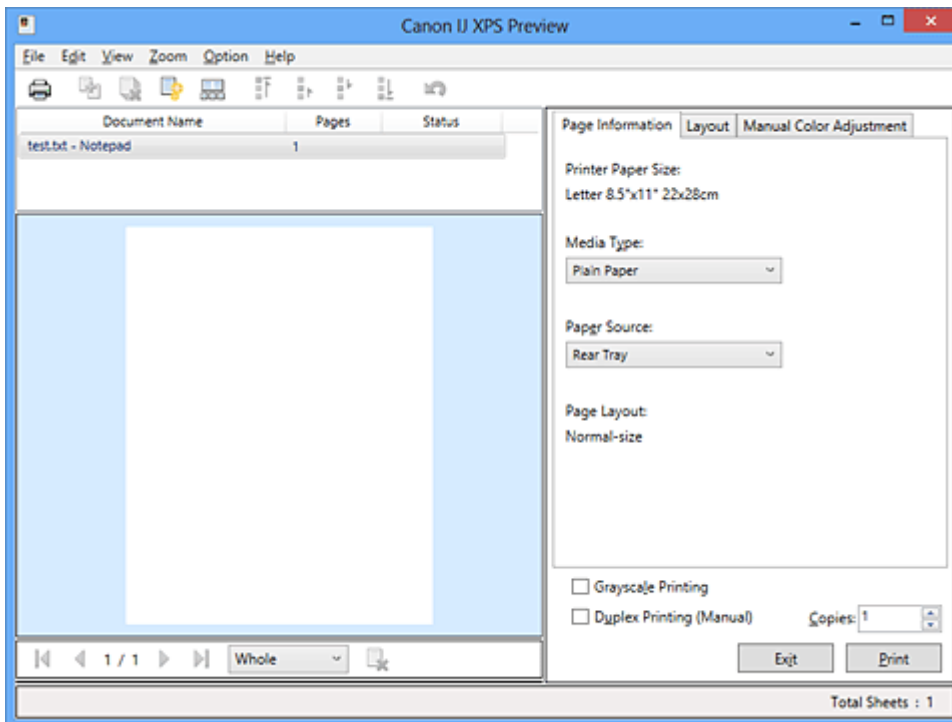 Canon IJ XPS Preview
File Edit View Zoom Option Help
Document Name Pages Status
test.txt - Notepad 1
Page Information Layout Manual Color Adjustment
Printer Paper Size:
Letter 8.5"x11" 22x28cm
Media Type:
Plain Paper
Paper Source:
Rear Tray
Page Layout:
Normal-size
Grayscale Printing
Duplex Printing (Manual) Copies: 1
1 / 1 Whole
Exit Print
Total Sheets : 1